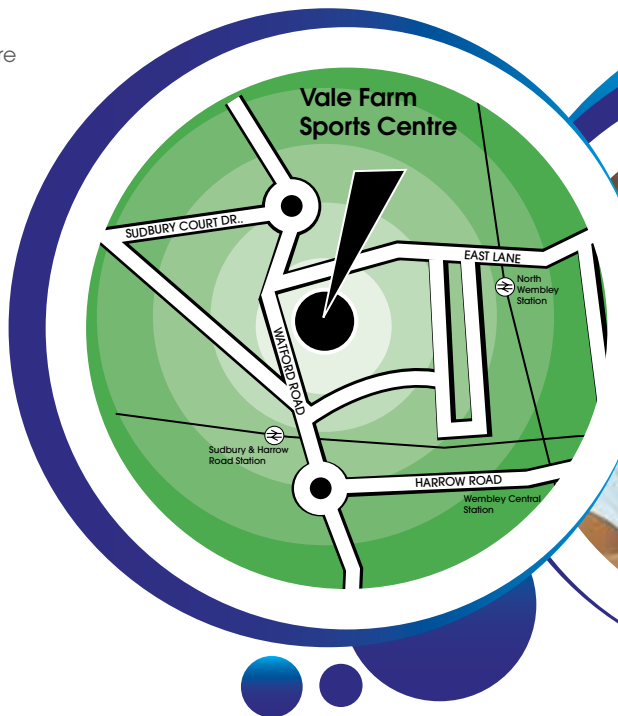 re
Vale Farm
Sports Centre
SUDBURY COURT DR..
EAST LANE
North
Wembley
Station
WATFORD ROAD
Sudbury & Harrow
Road Station
HARROW ROAD
Wembley Central
Station